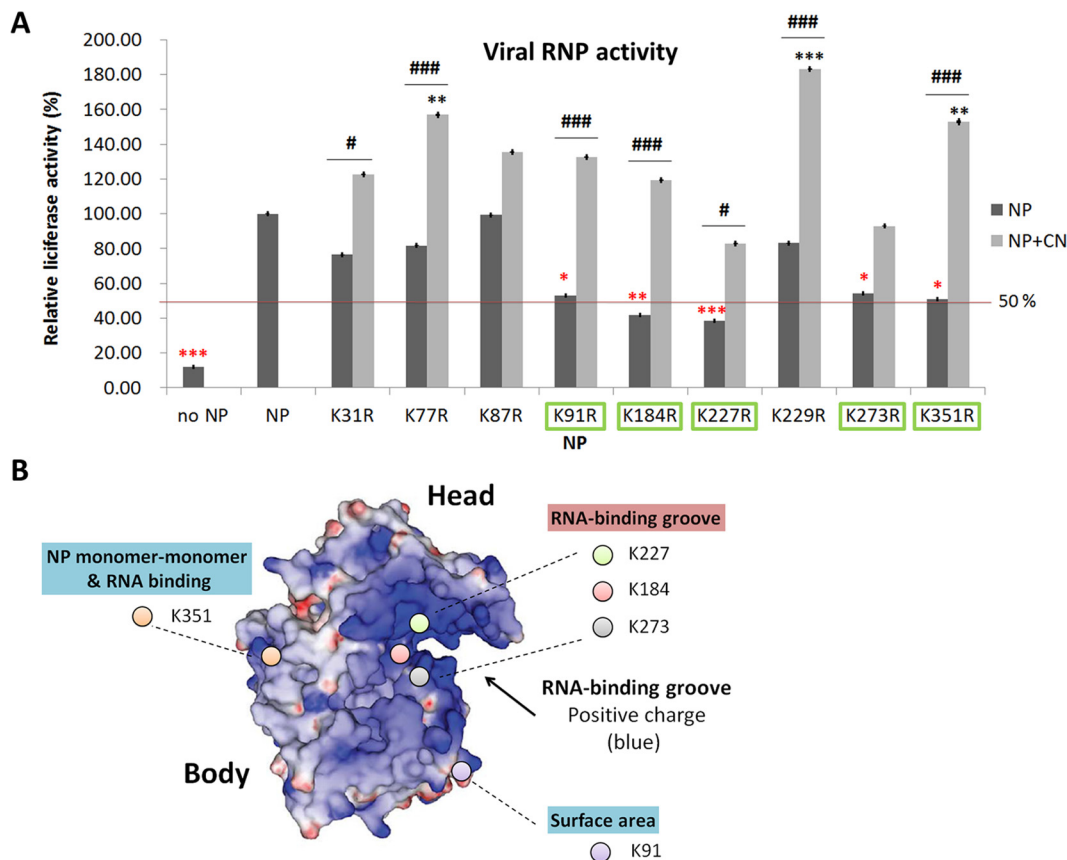 A
Viral RNP activity
Relative liciferase activity (%)
200.00
180.00
160.00
140.00
120.00
100.00
80.00
60.00
40.00
20.00
0.00
***
#
###
**
###
*
###
**
#
***
###
***
*
###
**
*
NP
NP+CN
50 %
no NP NP K31R K77R K87R K91R K184R K227R K229R K273R K351R
NP
B
Head
NP monomer-monomer
& RNA binding
K351
RNA-binding groove
K227
K184
K273
RNA-binding groove
Positive charge
(blue)
Body
Surface area
K91